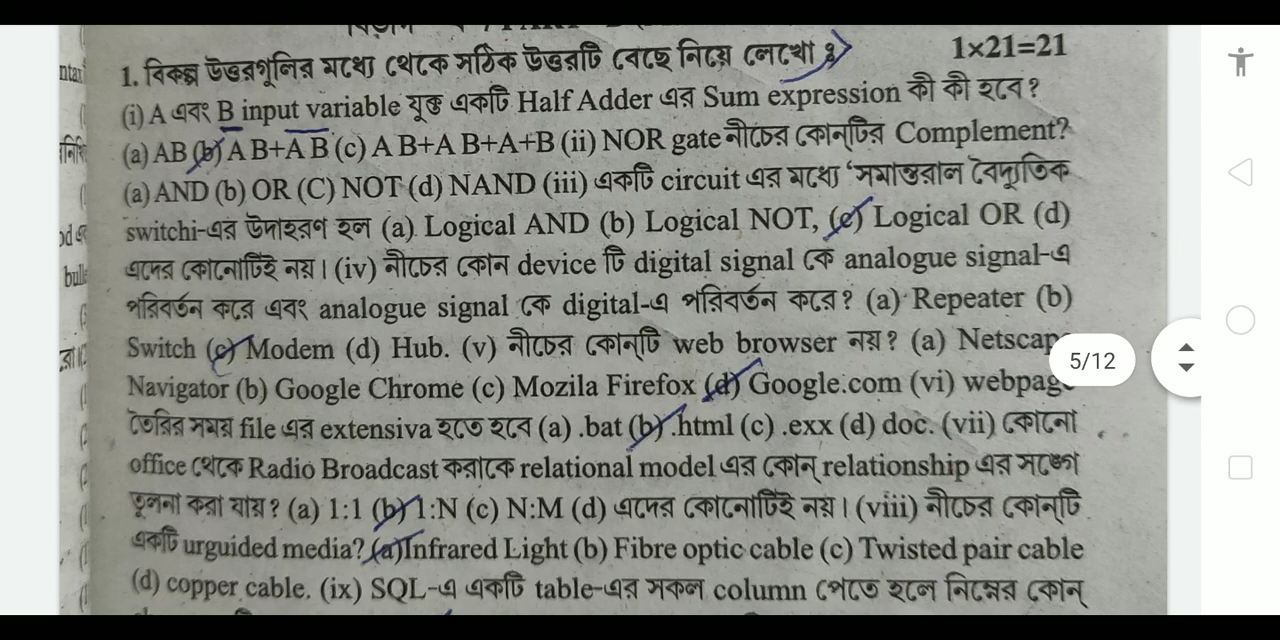 1. বিকল্প উত্তরগুলির মধ্যে থেকে সঠিক উত্তরটি বেছে নিয়ে লেখো ঃ 1×21=21
(i) A এবং B input variable যুক্ত একটি Half Adder এর Sum expression কী কী হবে?
(a) AB (b) A B̅+A̅ B (c) A B+A B+A+B (ii) NOR gate নীচের কোনটির Complement?
(a) AND (b) OR (C) NOT (d) NAND (iii) একটি circuit এর মধ্যে ‘সমান্তরাল বৈদ্যুতিক
switchi-এর উদাহরণ হল (a) Logical AND (b) Logical NOT, (c) Logical OR (d)
এদের কোনোটিই নয়। (iv) নীচের কোন device টি digital signal কে analogue signal-এ
পরিবর্তন করে এবং analogue signal কে digital-এ পরিবর্তন করে? (a) Repeater (b)
Switch (c) Modem (d) Hub. (v) নীচের কোন্‌টি web browser নয়? (a) Netscap
5/12
Navigator (b) Google Chrome (c) Mozila Firefox (d) Google.com (vi) webpage
তৈরির সময় file এর extensiva হতে হবে (a) .bat (b) .html (c) .exx (d) doc. (vii) কোনো
office থেকে Radio Broadcast করাকে relational model এর কোন্ relationship এর সঙ্গে
তুলনা করা যায়? (a) 1:1 (b) 1:N (c) N:M (d) এদের কোনোটিই নয়। (viii) নীচের কোন্‌টি
একটি urguided media? (a) Infrared Light (b) Fibre optic cable (c) Twisted pair cable
(d) copper cable. (ix) SQL-এ একটি table-এর সকল column পেতে হলে নিম্নের কোন্